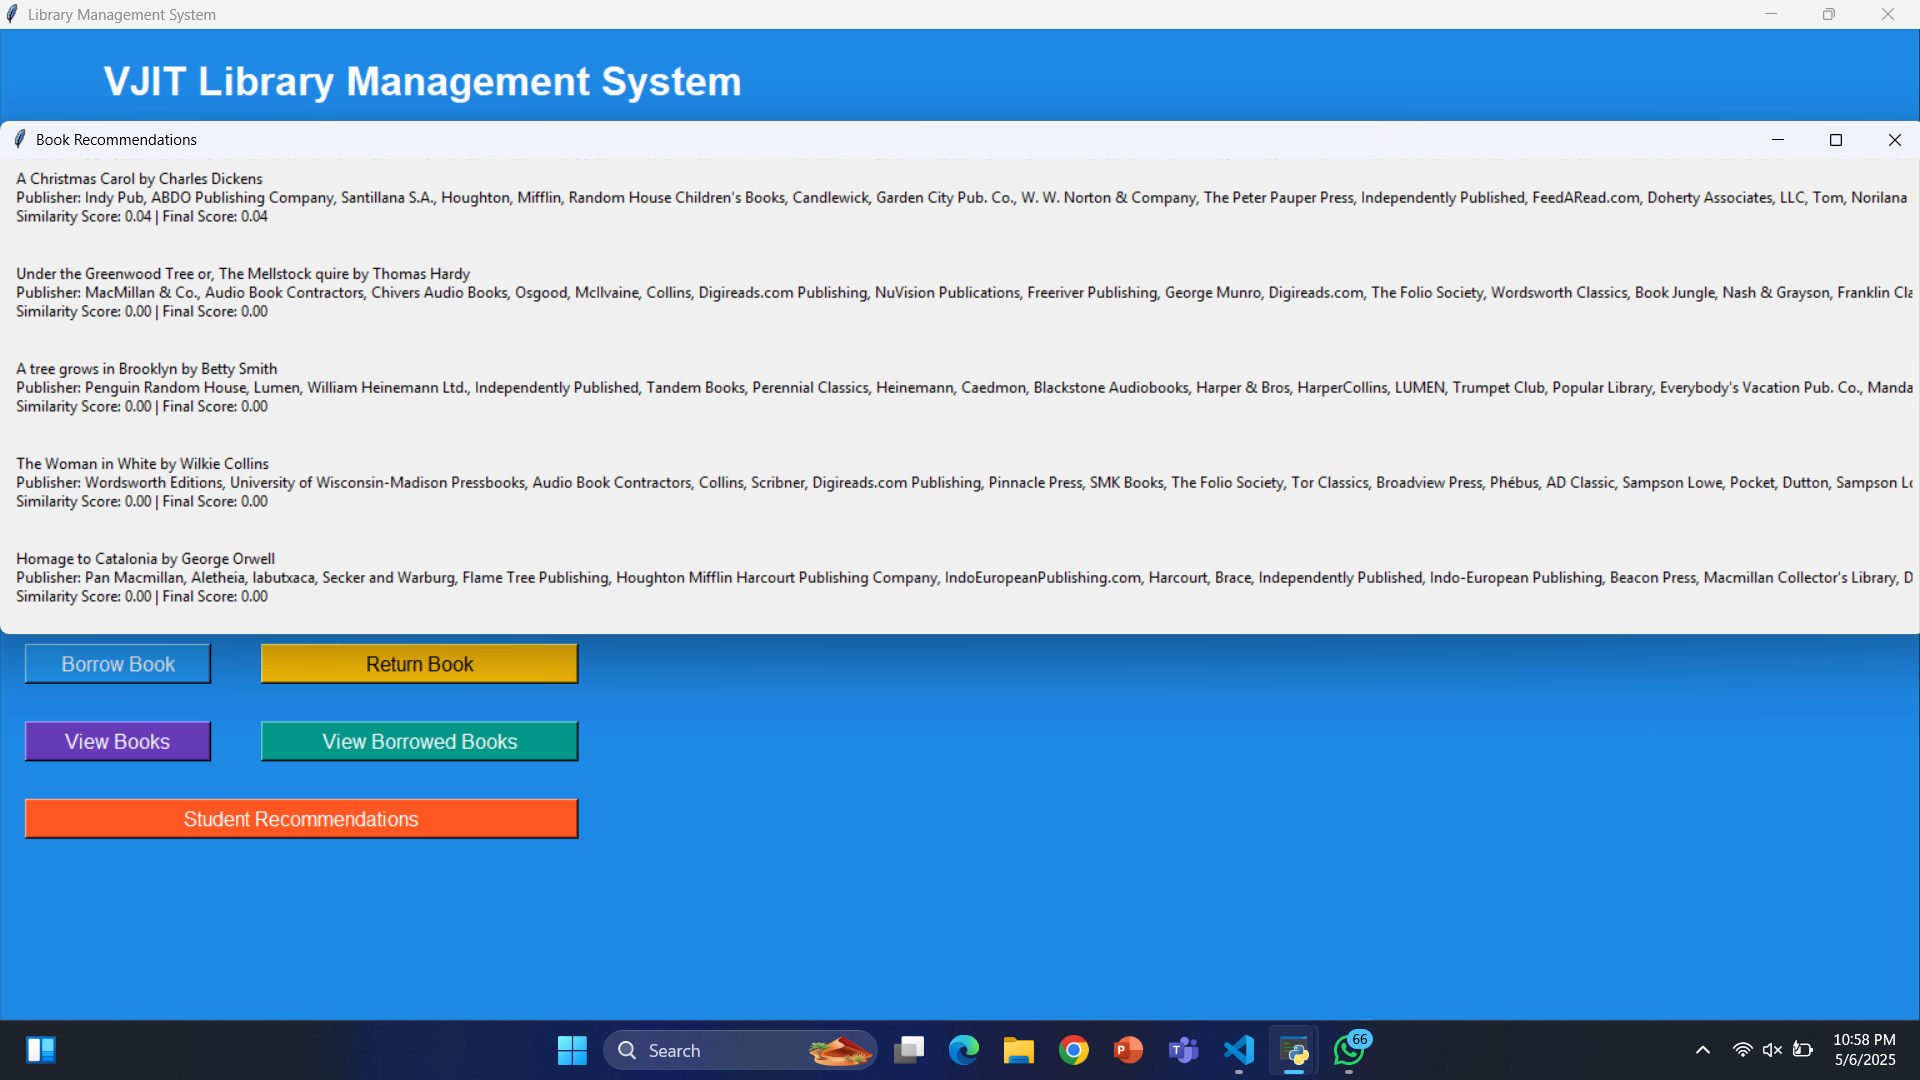 Library Management System
VJIT Library Management System
Book Recommendations
A Christmas Carol by Charles Dickens
Publisher: Indy Pub, ABDO Publishing Company, Santillana S.A., Houghton, Mifflin, Random House Children's Books, Candlewick, Garden City Pub. Co., W. W. Norton & Company, The Peter Pauper Press, Independently Published, FeedARead.com, Doherty Associates, LLC, Tom, Norilana
Similarity Score: 0.04 | Final Score: 0.04
Under the Greenwood Tree or, The Mellstock quire by Thomas Hardy
Publisher: MacMillan & Co., Audio Book Contractors, Chivers Audio Books, Osgood, McIlvaine, Collins, Digireads.com Publishing, NuVision Publications, Freeriver Publishing, George Munro, Digireads.com, The Folio Society, Wordsworth Classics, Book Jungle, Nash & Grayson, Franklin Cla
Similarity Score: 0.00 | Final Score: 0.00
A tree grows in Brooklyn by Betty Smith
Publisher: Penguin Random House, Lumen, William Heinemann Ltd., Independently Published, Tandem Books, Perennial Classics, Heinemann, Caedmon, Blackstone Audiobooks, Harper & Bros, HarperCollins, LUMEN, Trumpet Club, Popular Library, Everybody's Vacation Pub. Co., Manda
Similarity Score: 0.00 | Final Score: 0.00
The Woman in White by Wilkie Collins
Publisher: Wordsworth Editions, University of Wisconsin-Madison Pressbooks, Audio Book Contractors, Collins, Scribner, Digireads.com Publishing, Pinnacle Press, SMK Books, The Folio Society, Tor Classics, Broadview Press, Phébus, AD Classic, Sampson Lowe, Pocket, Dutton, Sampson Lo
Similarity Score: 0.00 | Final Score: 0.00
Homage to Catalonia by George Orwell
Publisher: Pan Macmillan, Aletheia, labutxaca, Secker and Warburg, Flame Tree Publishing, Houghton Mifflin Harcourt Publishing Company, IndoEuropeanPublishing.com, Harcourt, Brace, Independently Published, Indo-European Publishing, Beacon Press, Macmillan Collector's Library, D
Similarity Score: 0.00 | Final Score: 0.00
Borrow Book
Return Book
View Books
View Borrowed Books
Student Recommendations
Search
66
10:58 PM
5/6/2025